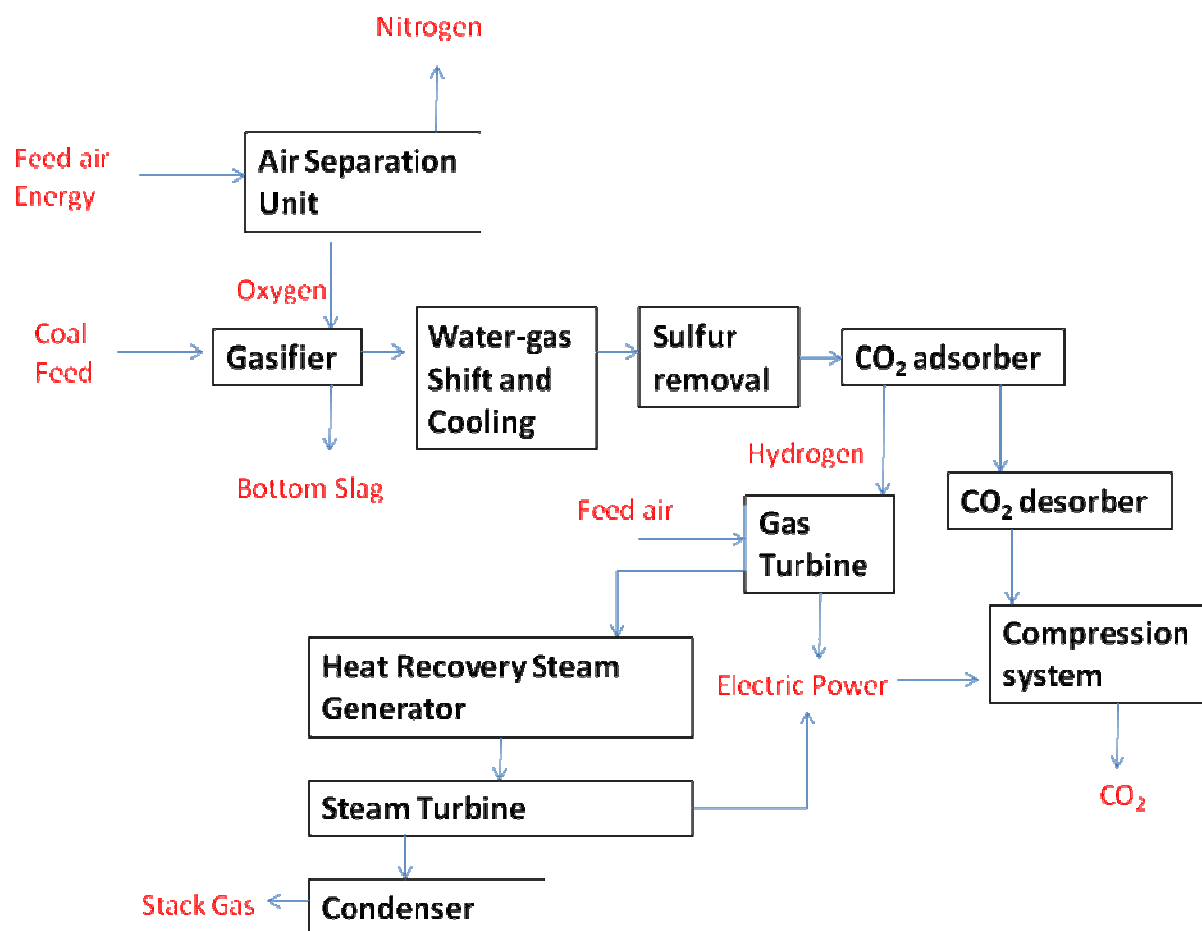 Nitrogen
Feed air
Energy
Air Separation
Unit
Oxygen
Coal
Feed
Gasifier
Water-gas
Shift and
Cooling
Sulfur
removal
CO₂ adsorber
Bottom Slag
Hydrogen
CO₂ desorber
Feed air
Gas
Turbine
Compression
system
Heat Recovery Steam
Generator
Electric Power
Steam Turbine
CO₂
Stack Gas
Condenser